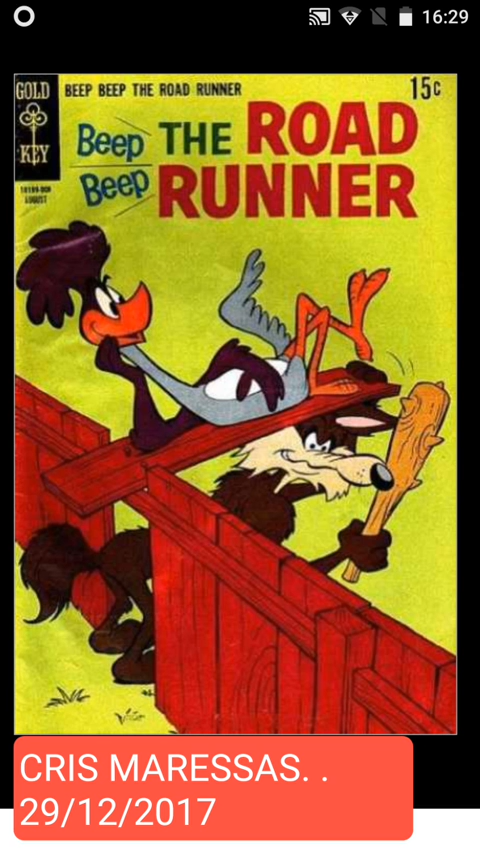 16:29
GOLD
KEY
BEEP BEEP THE ROAD RUNNER
15c
Beep
Beep
THE ROAD
RUNNER
AUGUST
CRIS MARESSAS. .
29/12/2017